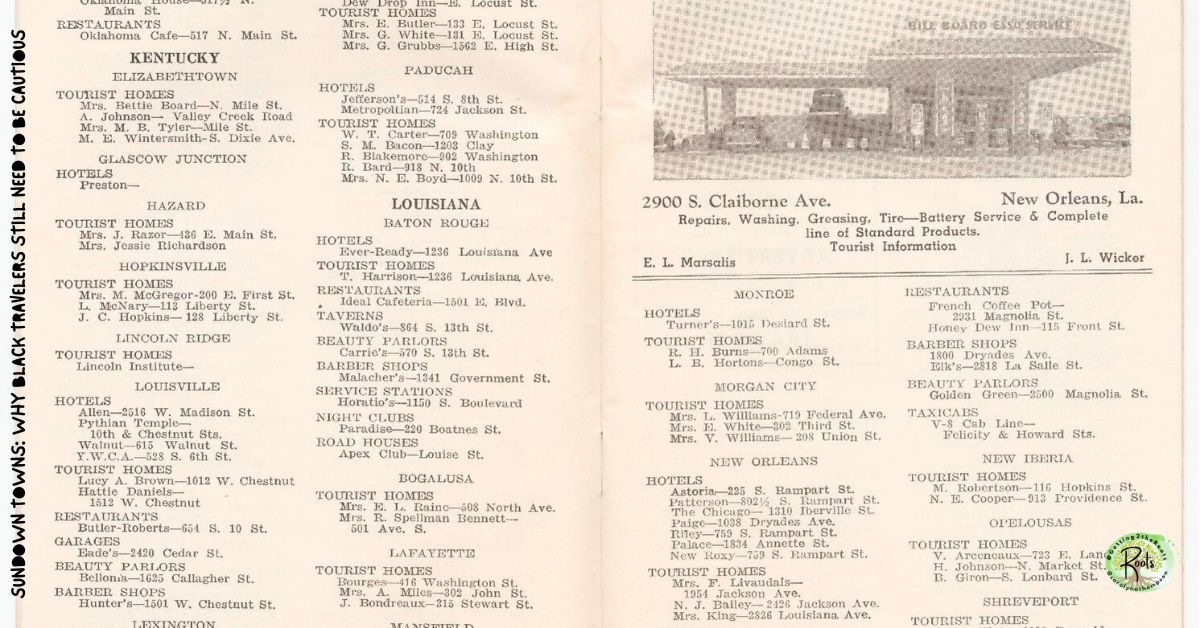 SUNDOWN TOWNS: WHY BLACK TRAVELERS STILL NEED TO BE CAUTIOUS
Main St.
RESTAURANTS
Oklahoma Cafe—517 N. Main St.
KENTUCKY
ELIZABETHTOWN
TOURIST HOMES
Mrs. Bettie Board—N. Mile St.
A. Johnson— Valley Creek Road
Mrs. M. B. Tyler—Mile St.
M. E. Wintersmith-S. Dixie Ave.
GLASCOW JUNCTION
HOTELS
Preston—
HAZARD
TOURIST HOMES
Mrs. J. Razor—436 E. Main St.
Mrs. Jessie Richardson
HOPKINSVILLE
TOURIST HOMES
Mrs. M. McGregor-200 E. First St.
L. McNary—113 Liberty St.
J. C. Hopkins— 128 Liberty St.
LINCOLN RIDGE
TOURIST HOMES
Lincoln Institute—
LOUISVILLE
HOTELS
Allen—2516 W. Madison St.
Pythian Temple—
10th & Chestnut Sts.
Walnut—615 Walnut St.
Y.W.C.A.—528 S. 6th St.
TOURIST HOMES
Lucy A. Brown—1012 W. Chestnut
Hattie Daniels—
1512 W. Chestnut
RESTAURANTS
Butler-Roberts—654 S. 10 St.
GARAGES
Eade's—2420 Cedar St.
BEAUTY PARLORS
Bellonia—1625 Callagher St.
BARBER SHOPS
Hunter's—1501 W. Chestnut St.
LEXINGTON
Dew Drop Inn—E. Locust St.
TOURIST HOMES
Mrs. E. Butler—133 E. Locust St.
Mrs. G. White—131 E. Locust St.
Mrs. G. Grubbs—1562 E. High St.
PADUCAH
HOTELS
Jefferson's—514 S. 8th St.
Metropoltian—724 Jackson St.
TOURIST HOMES
W. T. Carter—709 Washington
S. M. Bacon—1203 Clay
R. Blakemore—902 Washington
R. Bard—918 N. 10th
Mrs. N. E. Boyd—1009 N. 10th St.
LOUISIANA
BATON ROUGE
HOTELS
Ever-Ready—1236 Louisiana Ave
TOURIST HOMES
T. Harrison—1236 Louisiana Ave.
RESTAURANTS
Ideal Cafeteria—1501 E. Blvd.
TAVERNS
Waldo's—864 S. 13th St.
BEAUTY PARLORS
Carrie's—570 S. 13th St.
BARBER SHOPS
Malacher's—1341 Government St.
SERVICE STATIONS
Horatio's—1150 S. Boulevard
NIGHT CLUBS
Paradise—220 Boatnes St.
ROAD HOUSES
Apex Club—Louise St.
BOGALUSA
TOURIST HOMES
Mrs. E. L. Raine—508 North Ave.
Mrs. R. Spellman Bennett—
501 Ave. S.
LAFAYETTE
TOURIST HOMES
Bourges—416 Washington St.
Mrs. A. Miles—302 John St.
J. Bondreaux—315 Stewart St.
MANSFIELD
BILL BOARD ESSO SERVICE
2900 S. Claiborne Ave. New Orleans, La.
Repairs, Washing, Greasing, Tire—Battery Service & Complete
line of Standard Products.
Tourist Information
E. L. Marsalis J. L. Wicker
MONROE
HOTELS
Turner's—1015 Desiard St.
TOURIST HOMES
R. H. Burns—700 Adams
L. B. Hortons—Congo St.
MORGAN CITY
TOURIST HOMES
Mrs. L. Williams-719 Federal Ave.
Mrs. E. White—302 Third St.
Mrs. V. Williams— 208 Union St.
NEW ORLEANS
HOTELS
Astoria—225 S. Rampart St.
Patterson—802½ S. Rampart St.
The Chicago— 1310 Iberville St.
Paige—1038 Dryades Ave.
Riley—759 S. Rampart St.
Palace—1834 Annette St.
New Roxy—759 S. Rampart St.
TOURIST HOMES
Mrs. F. Livaudais—
1954 Jackson Ave.
N. J. Bailey— 2426 Jackson Ave.
Mrs. King—2826 Louisiana Ave.
RESTAURANTS
French Coffee Pot—
2931 Magnolia St.
Honey Dew Inn—115 Front St.
BARBER SHOPS
1800 Dryades Ave.
Elk's—2818 La Salle St.
BEAUTY PARLORS
Golden Green—2500 Magnolia St.
TAXICABS
V-8 Cab Line—
Felicity & Howard Sts.
NEW IBERIA
TOURIST HOMES
M. Robertson—116 Hopkins St.
N. E. Cooper—913 Providence St.
OPELOUSAS
TOURIST HOMES
V. Arceneaux—723 E.
H. Johnson—N. Market St.
B. Giron—S. Lonbard St.
SHREVEPORT
TOURIST HOMES
Roots